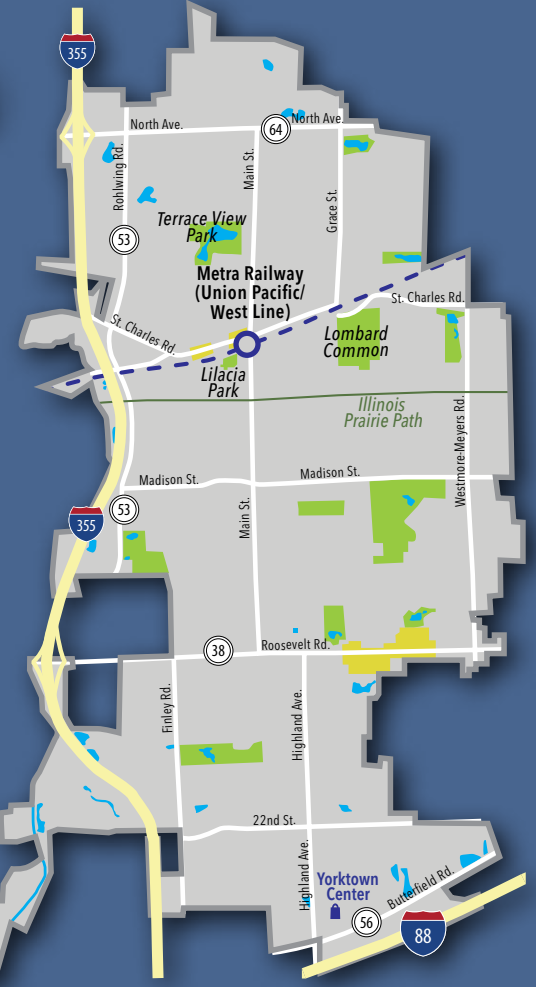 355
North Ave.
64
North Ave.
Rohlwing Rd.
Main St.
Grace St.
Terrace View
Park
53
Metra Railway
(Union Pacific/
West Line)
St. Charles Rd.
St. Charles Rd.
Lombard
Common
Lilacia
Park
Illinois
Prairie Path
Westmore-Meyers Rd.
Madison St.
Madison St.
53
355
Main St.
38
Roosevelt Rd.
Finley Rd.
Highland Ave.
22nd St.
Highland Ave.
Yorktown
Center
Butterfield Rd.
56
88